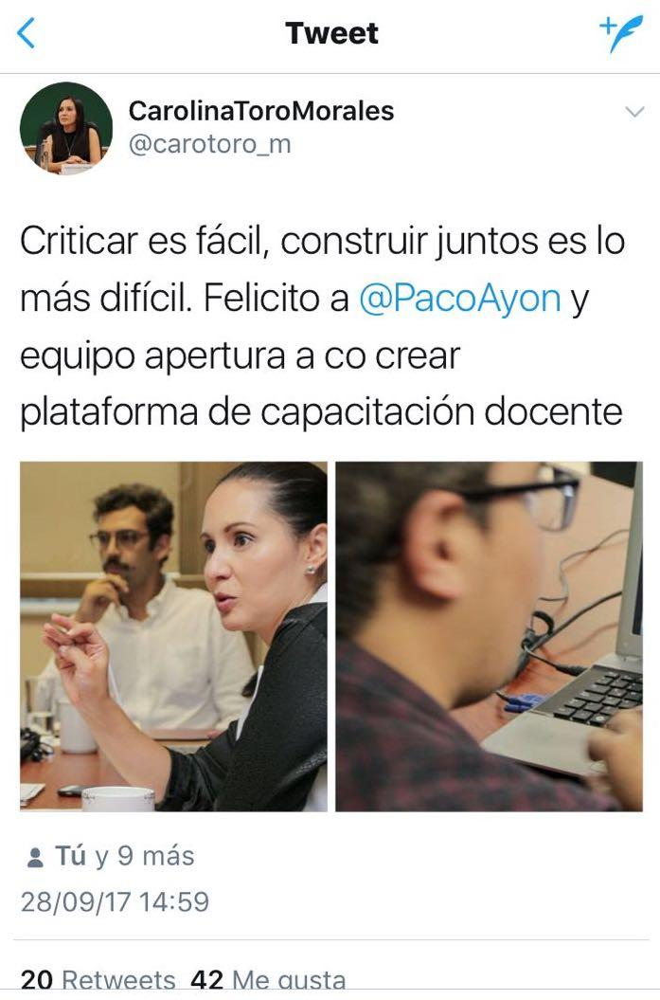 Tweet
CarolinaToroMorales
@carotoro_m
Criticar es fácil, construir juntos es lo
más difícil. Felicito a @PacoAyon y
equipo apertura a co crear
plataforma de capacitación docente
Tú y 9 más
28/09/17 14:59
20 Retweets 42 Me gusta